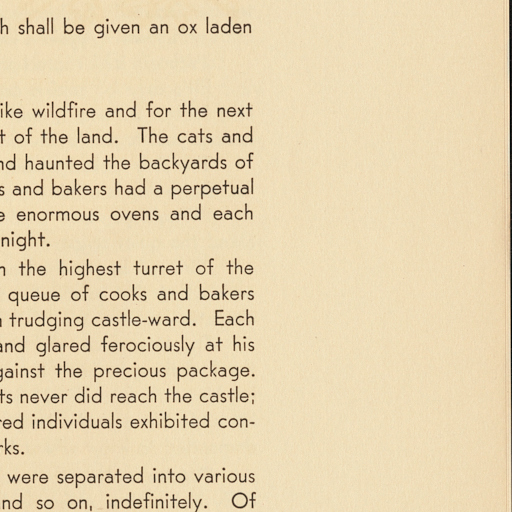 h shall be given an ox laden
ike wildfire and for the next
t of the land. The cats and
nd haunted the backyards of
s and bakers had a perpetual
e enormous ovens and each
night.
n the highest turret of the
queue of cooks and bakers
n trudging castle-ward. Each
and glared ferociously at his
gainst the precious package.
ts never did reach the castle;
red individuals exhibited con-
rks.
were separated into various
nd so on, indefinitely. Of